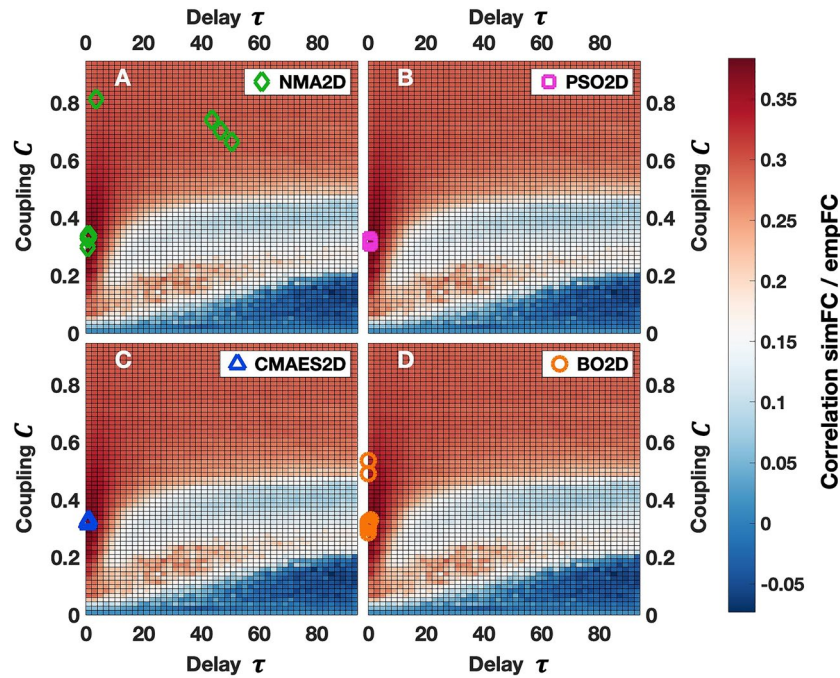 Delay τ
Delay τ
0 20 40 60 80
0 20 40 60 80
A
NMA2D
B
PSO2D
0.8
0.6
0.4
0.2
0
Coupling C
0.8
0.6
0.4
0.2
0
Coupling C
C
CMAES2D
D
BO2D
0.8
0.6
0.4
0.2
0
Coupling C
0.8
0.6
0.4
0.2
0
Coupling C
0 20 40 60 80
0 20 40 60 80
Delay τ
Delay τ
0.35
0.3
0.25
0.2
0.15
0.1
0.05
0
-0.05
Correlation simFC / empFC